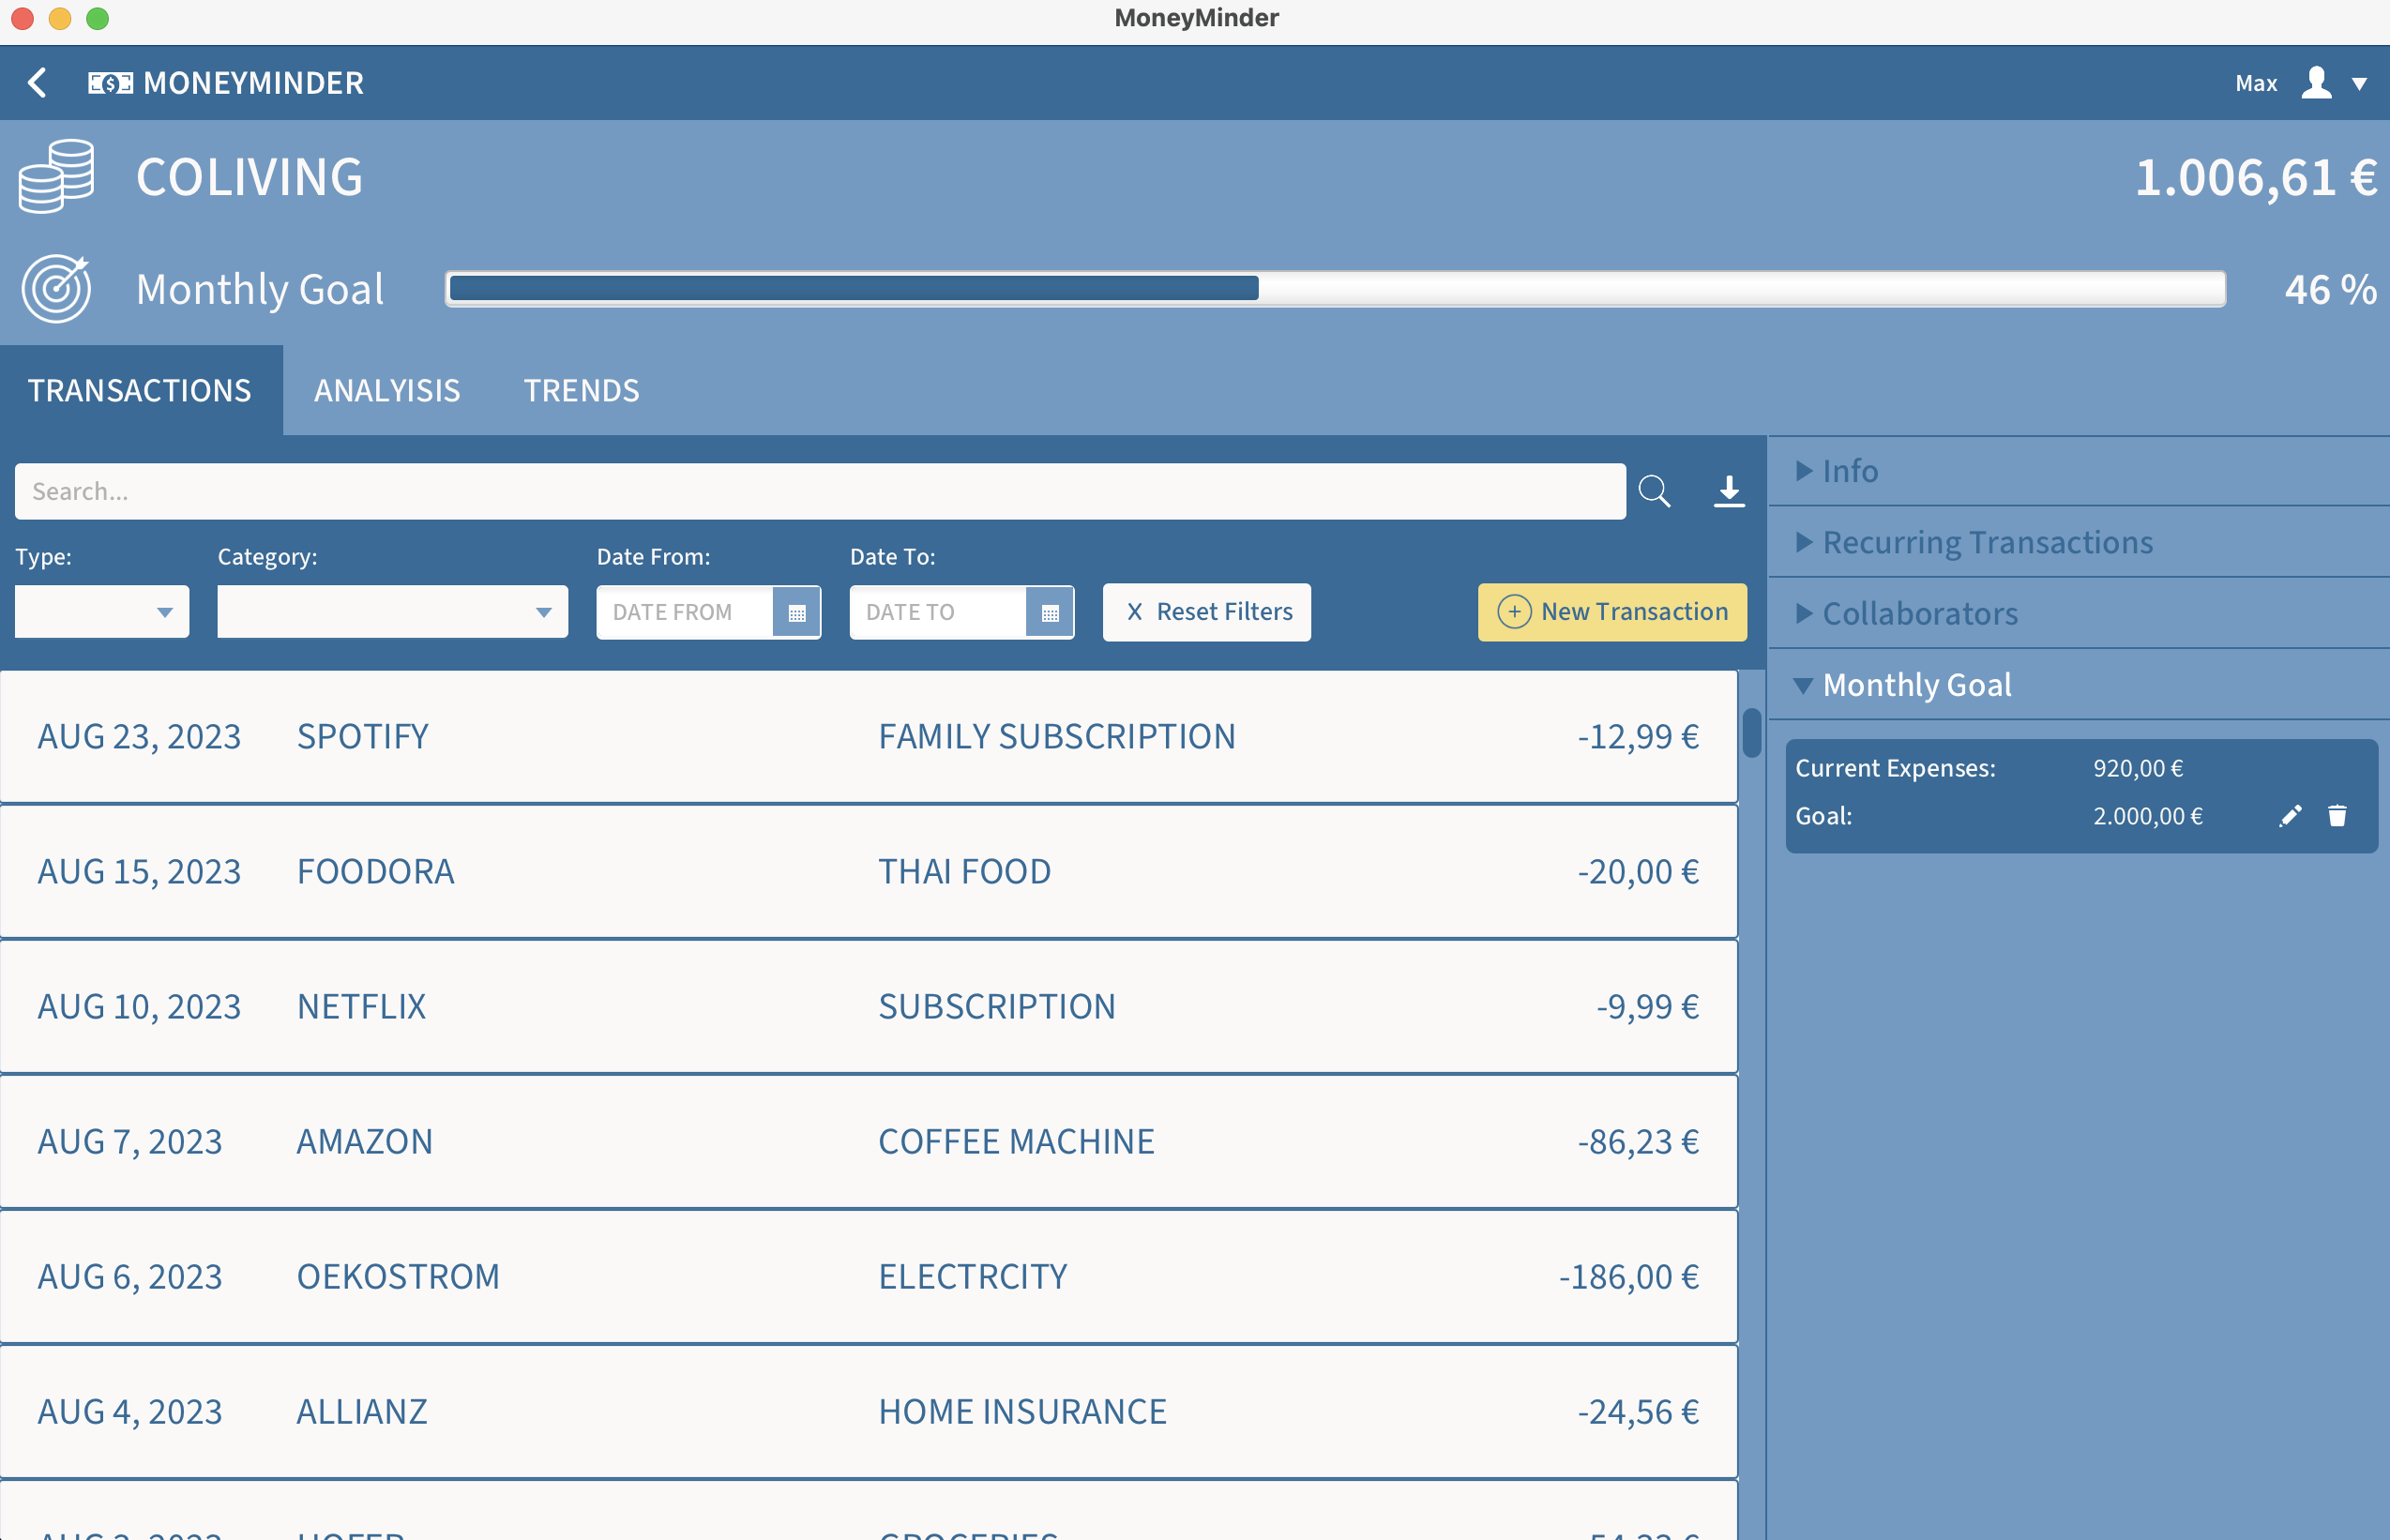 MoneyMinder
MONEYMINDER
Max
COLIVING
1.006,61 €
Monthly Goal
46 %
TRANSACTIONS ANALYISIS TRENDS
Search...
Type: Category: Date From: Date To:
DATE FROM DATE TO X Reset Filters + New Transaction
AUG 23, 2023 SPOTIFY FAMILY SUBSCRIPTION -12,99 €
AUG 15, 2023 FOODORA THAI FOOD -20,00 €
AUG 10, 2023 NETFLIX SUBSCRIPTION -9,99 €
AUG 7, 2023 AMAZON COFFEE MACHINE -86,23 €
AUG 6, 2023 OEKOSTROM ELECTRCITY -186,00 €
AUG 4, 2023 ALLIANZ HOME INSURANCE -24,56 €
HOFER GROCERIES
Info
Recurring Transactions
Collaborators
Monthly Goal
Current Expenses: 920,00 €
Goal: 2.000,00 €